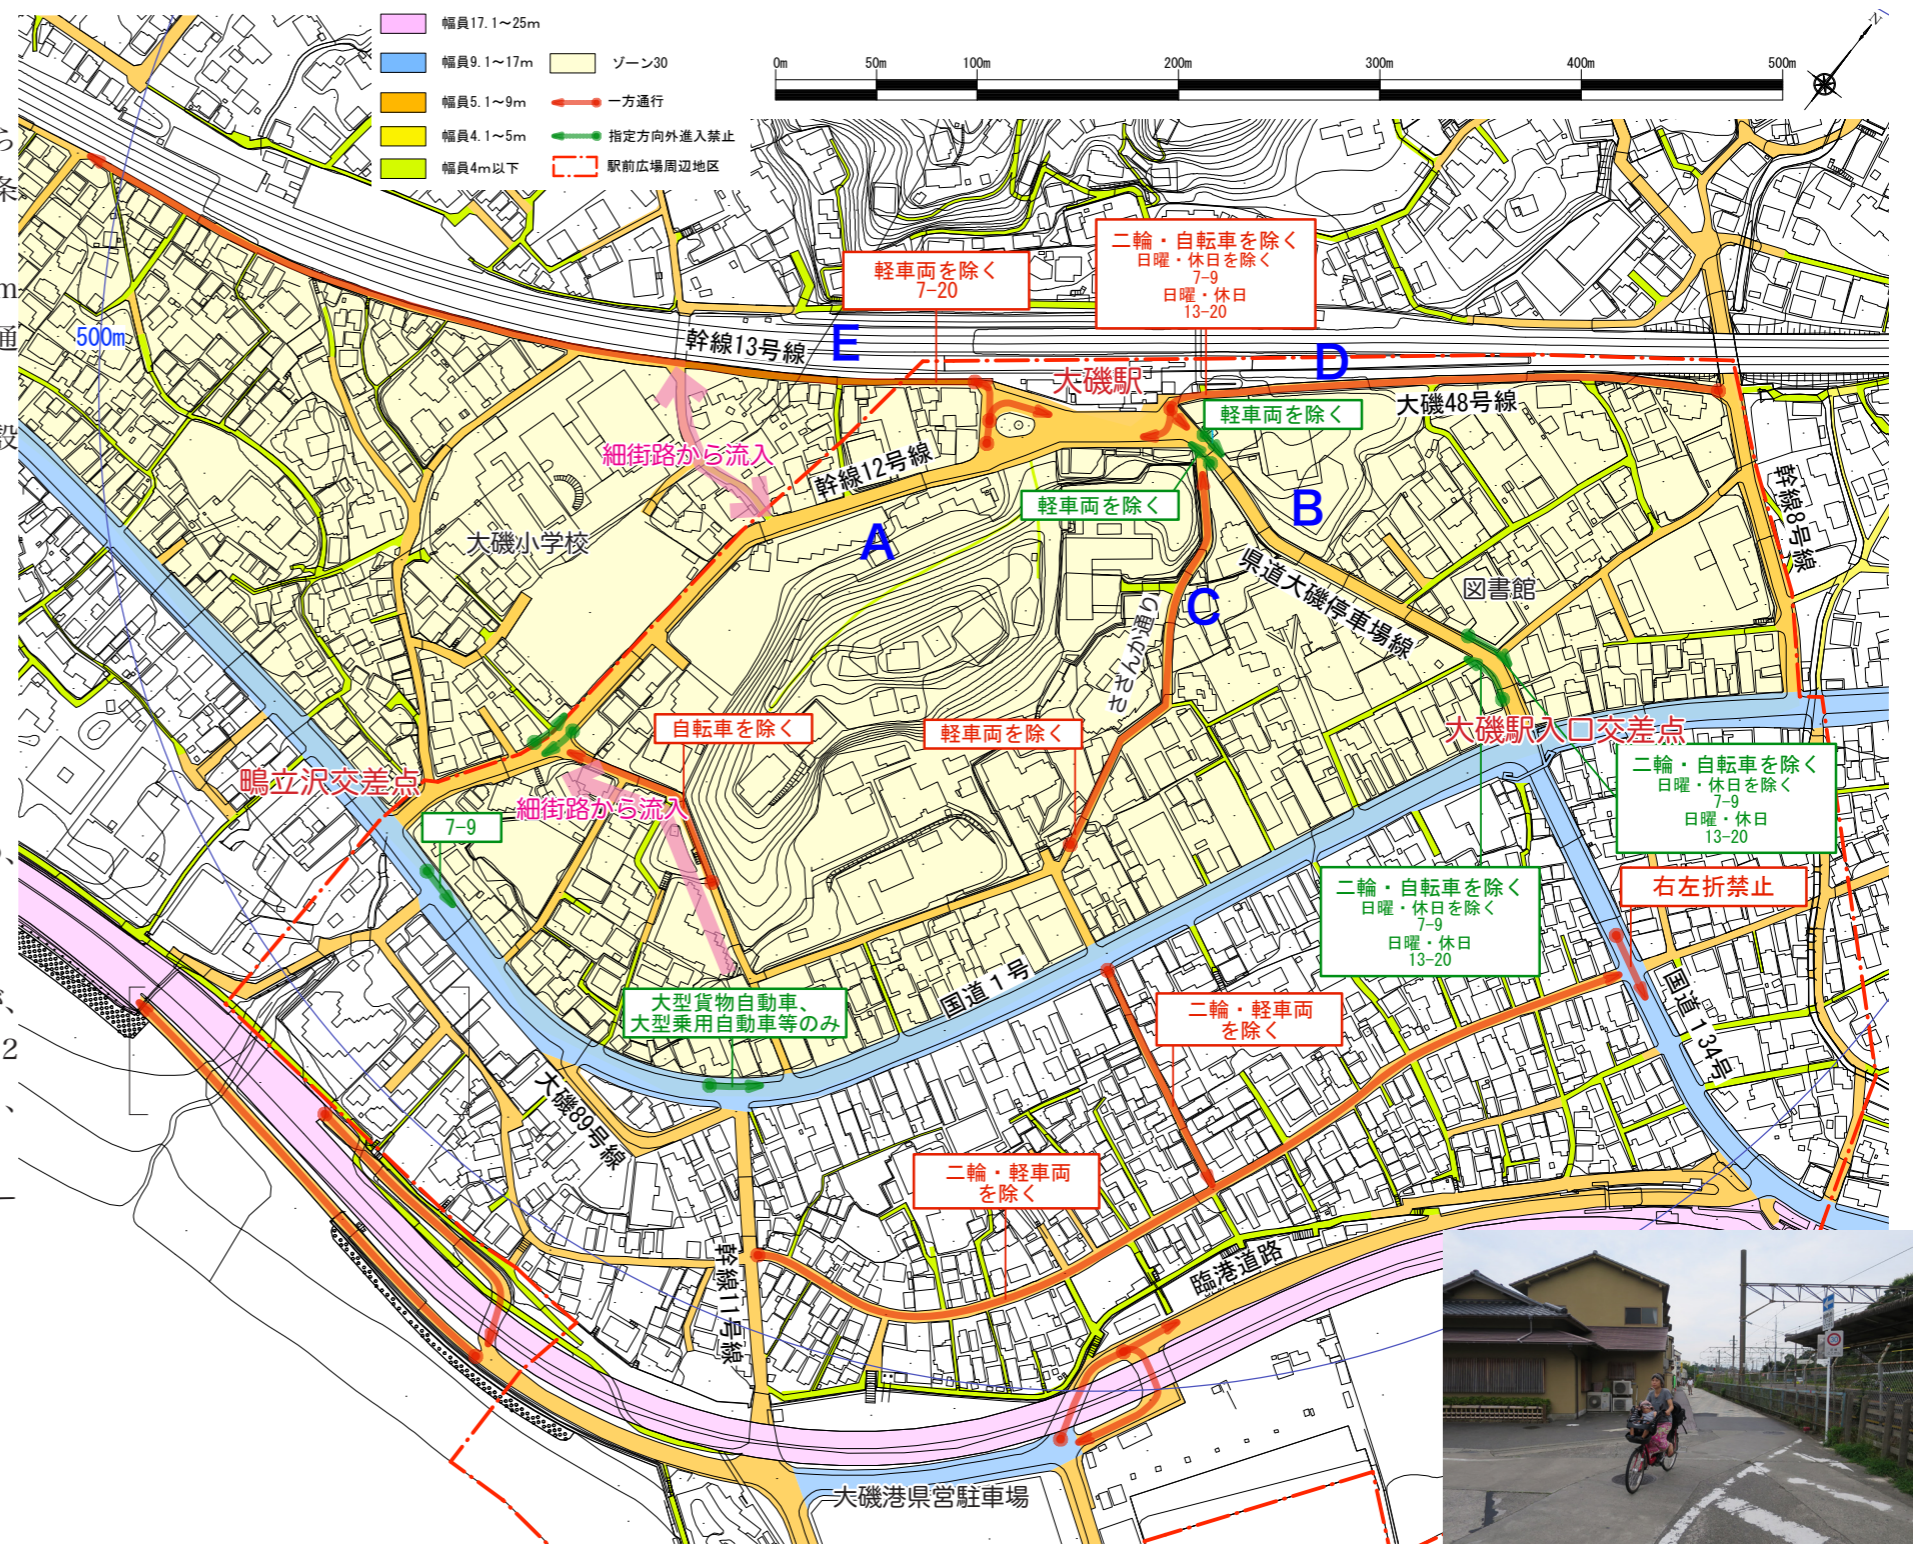 幅員17.1～25m
幅員9.1～17m
幅員5.1～9m
幅員4.1～5m
幅員4m以下
ゾーン30
一方通行
指定方向外進入禁止
駅前広場周辺地区
0m 50m 100m 200m 300m 400m 500m
N
ら
条
m
通
設
、
2
、
ー
500m
軽車両を除く
7-20
二輪・自転車を除く
日曜・休日を除く
7-9
日曜・休日
13-20
幹線13号線
E
D
大磯駅
大磯48号線
軽車両を除く
細街路から流入
幹線12号線
軽車両を除く
A
B
C
大磯小学校
県道大磯停車場線
図書館
幹線8号線
さざんか通り
自転車を除く
軽車両を除く
大磯駅入口交差点
鴫立沢交差点
細街路から流入
7-9
二輪・自転車を除く
日曜・休日を除く
7-9
日曜・休日
13-20
二輪・自転車を除く
日曜・休日を除く
7-9
日曜・休日
13-20
右左折禁止
国道１号
国道134号
大型貨物自動車、
大型乗用自動車等のみ
二輪・軽車両
を除く
大磯89号線
二輪・軽車両
を除く
幹線11号線
臨港道路
大磯港県営駐車場